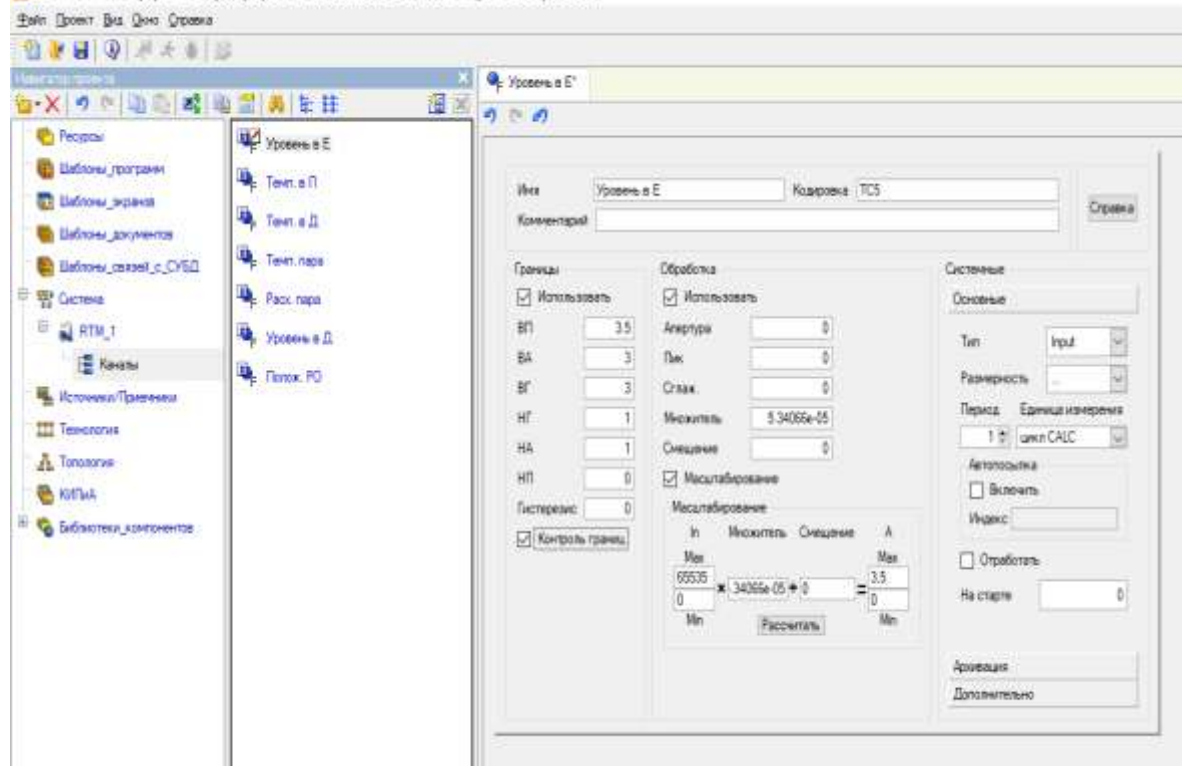 Файл Проект Вид Окно Справка
Навигатор проекта
Ресурсы
Шаблоны_программ
Шаблоны_экранов
Шаблоны_документов
Шаблоны_связей_с_СУБД
Система
RTM_1
Каналы
Источники/Приемники
Технология
Топология
КИПиА
Библиотеки_компонентов
Уровень в Е
Темп. в П
Темп. в Д
Темп. пара
Расх. пара
Уровень в Д
Полож. РО
Уровень в Е*
Имя Уровень в Е Кодировка TC5
Комментарий
Справка
Границы
Использовать
ВП 3.5
ВА 3
ВГ 3
НГ 1
НА 1
НП 0
Гистерезис 0
Контроль границ
Обработка
Использовать
Апертура 0
Пик 0
Сглаж. 0
Множитель 5.34066e-05
Смещение 0
Масштабирование
Масштабирование
In Множитель Смещение A
Max Max
65535 × .34066e-05 + 0 = 3.5
0 0
Min Рассчитать Min
Системные
Основные
Тип Input
Размерность ...
Период Единица измерения
1 цикл CALC
Автопосылка
Включить
Индекс
Отработать
На старте 0
Архивация
Дополнительно